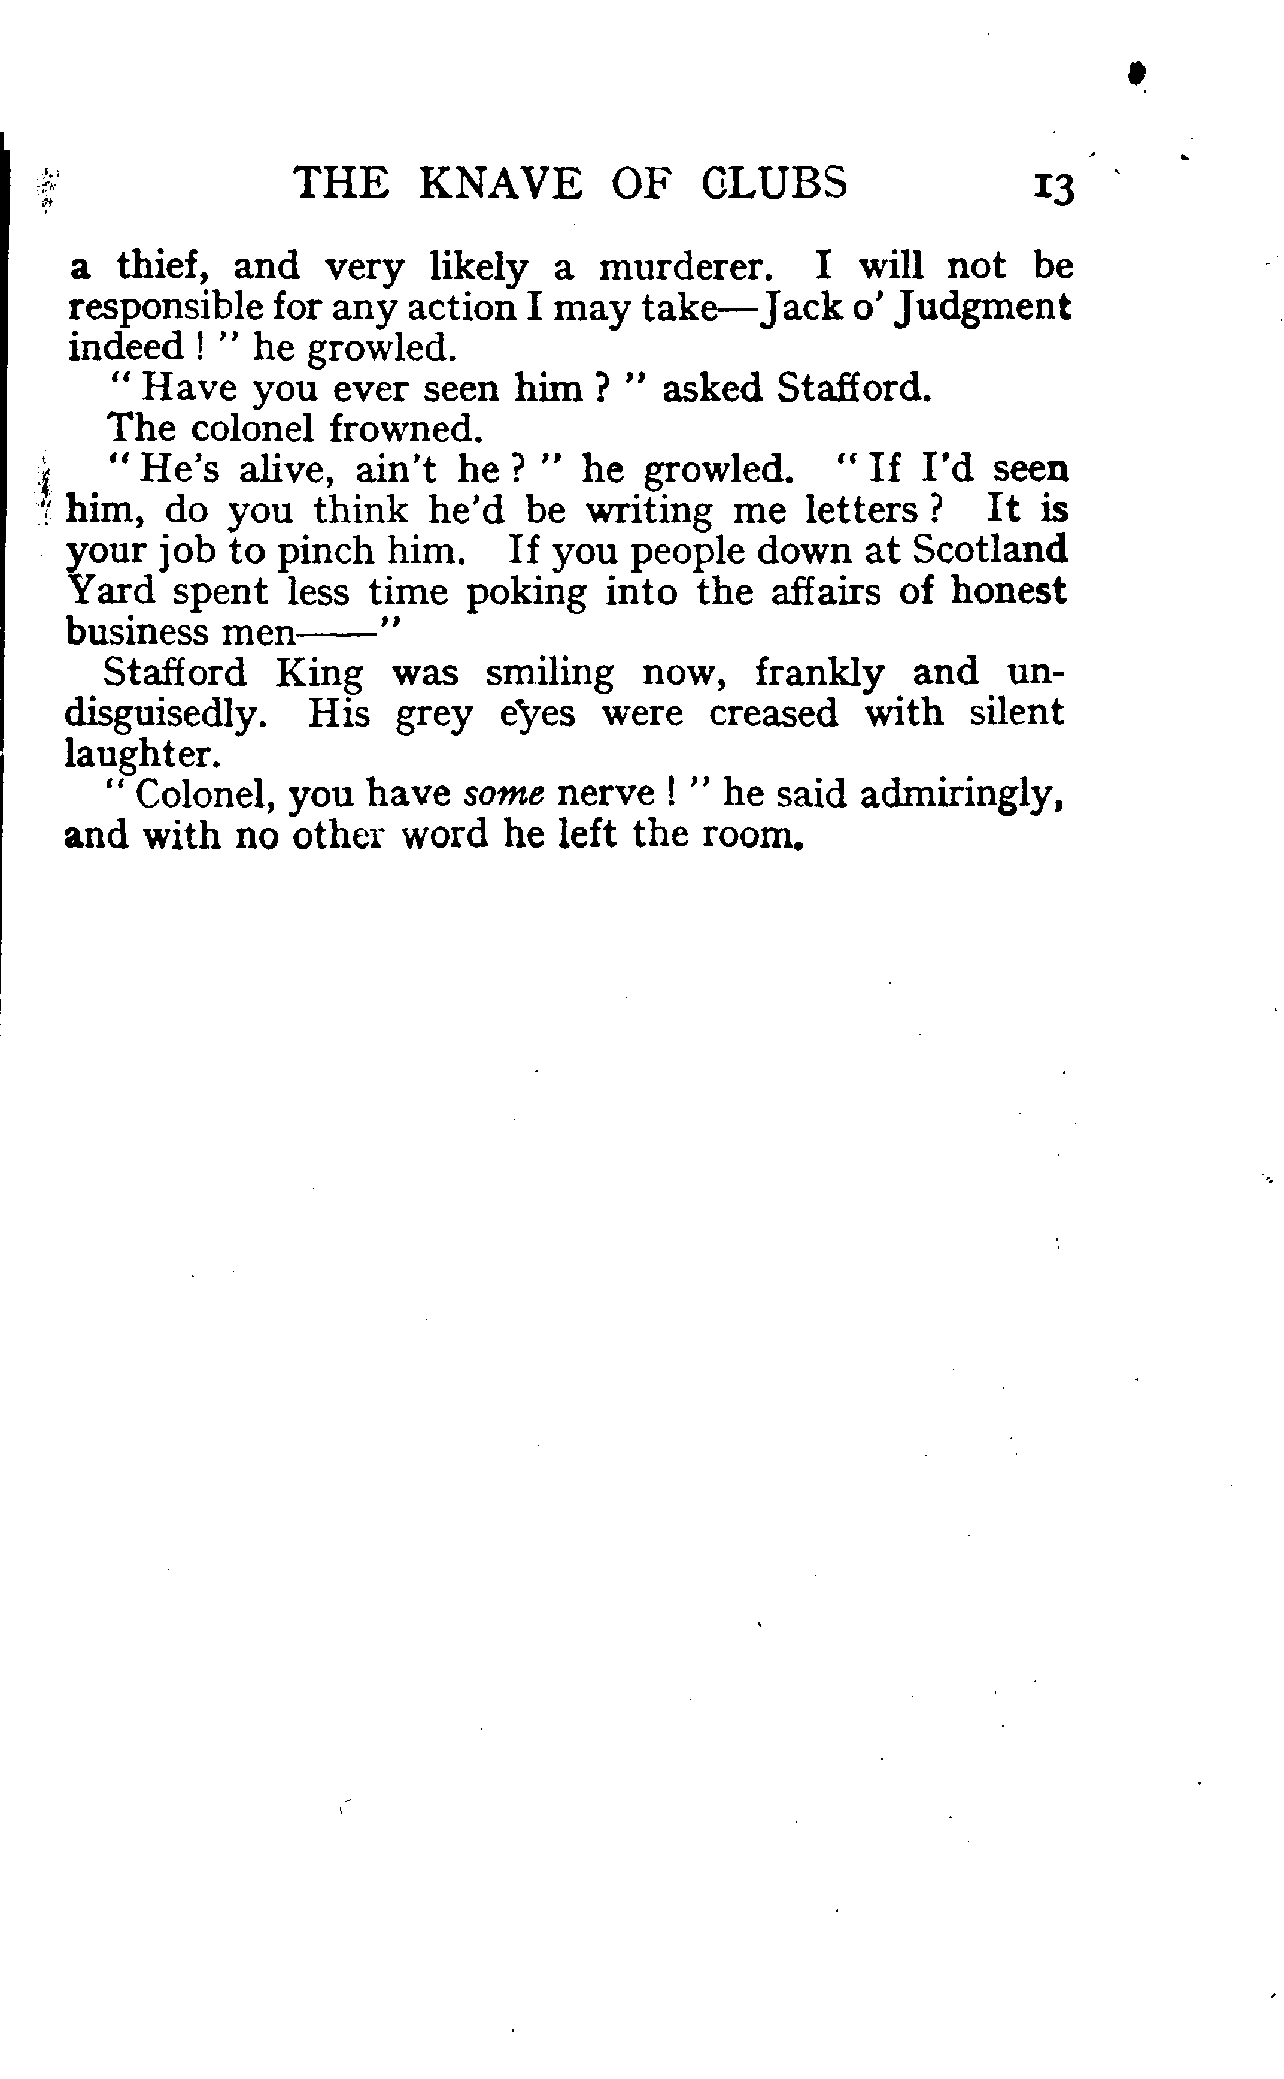 THE KNAVE OF CLUBS 13
a thief, and very likely a murderer. I will not be
responsible for any action I may take—Jack o' Judgment
indeed ! " he growled.
" Have you ever seen him ? " asked Stafford.
The colonel frowned.
" He's alive, ain't he ? " he growled. " If I'd seen
him, do you think he'd be writing me letters ? It is
your job to pinch him. If you people down at Scotland
Yard spent less time poking into the affairs of honest
business men——"
Stafford King was smiling now, frankly and un-
disguisedly. His grey eyes were creased with silent
laughter.
" Colonel, you have some nerve ! " he said admiringly,
and with no other word he left the room.